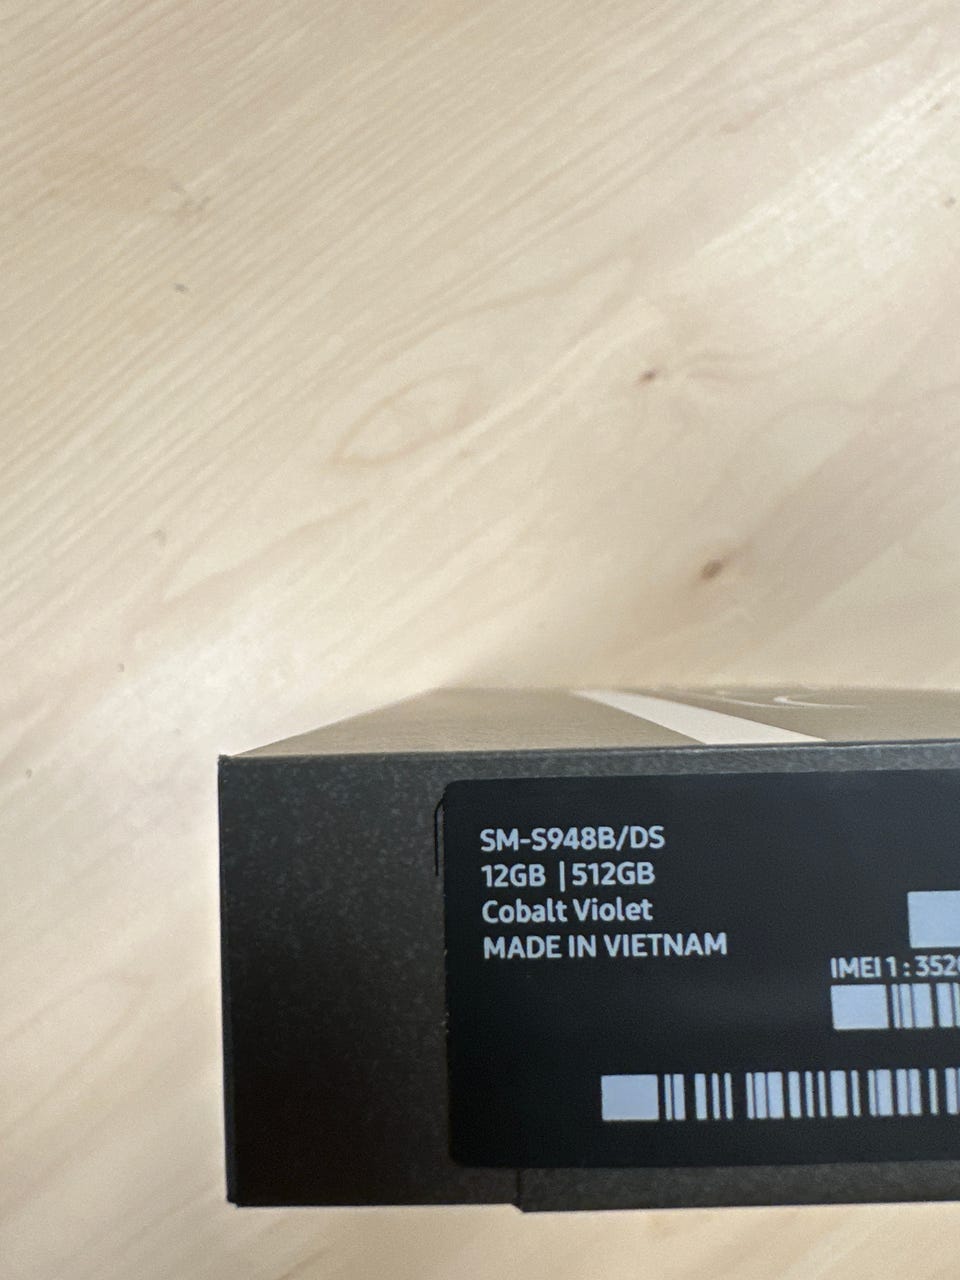 SM-S948B/DS
12GB | 512GB
Cobalt Violet
MADE IN VIETNAM
IMEI 1 : 352